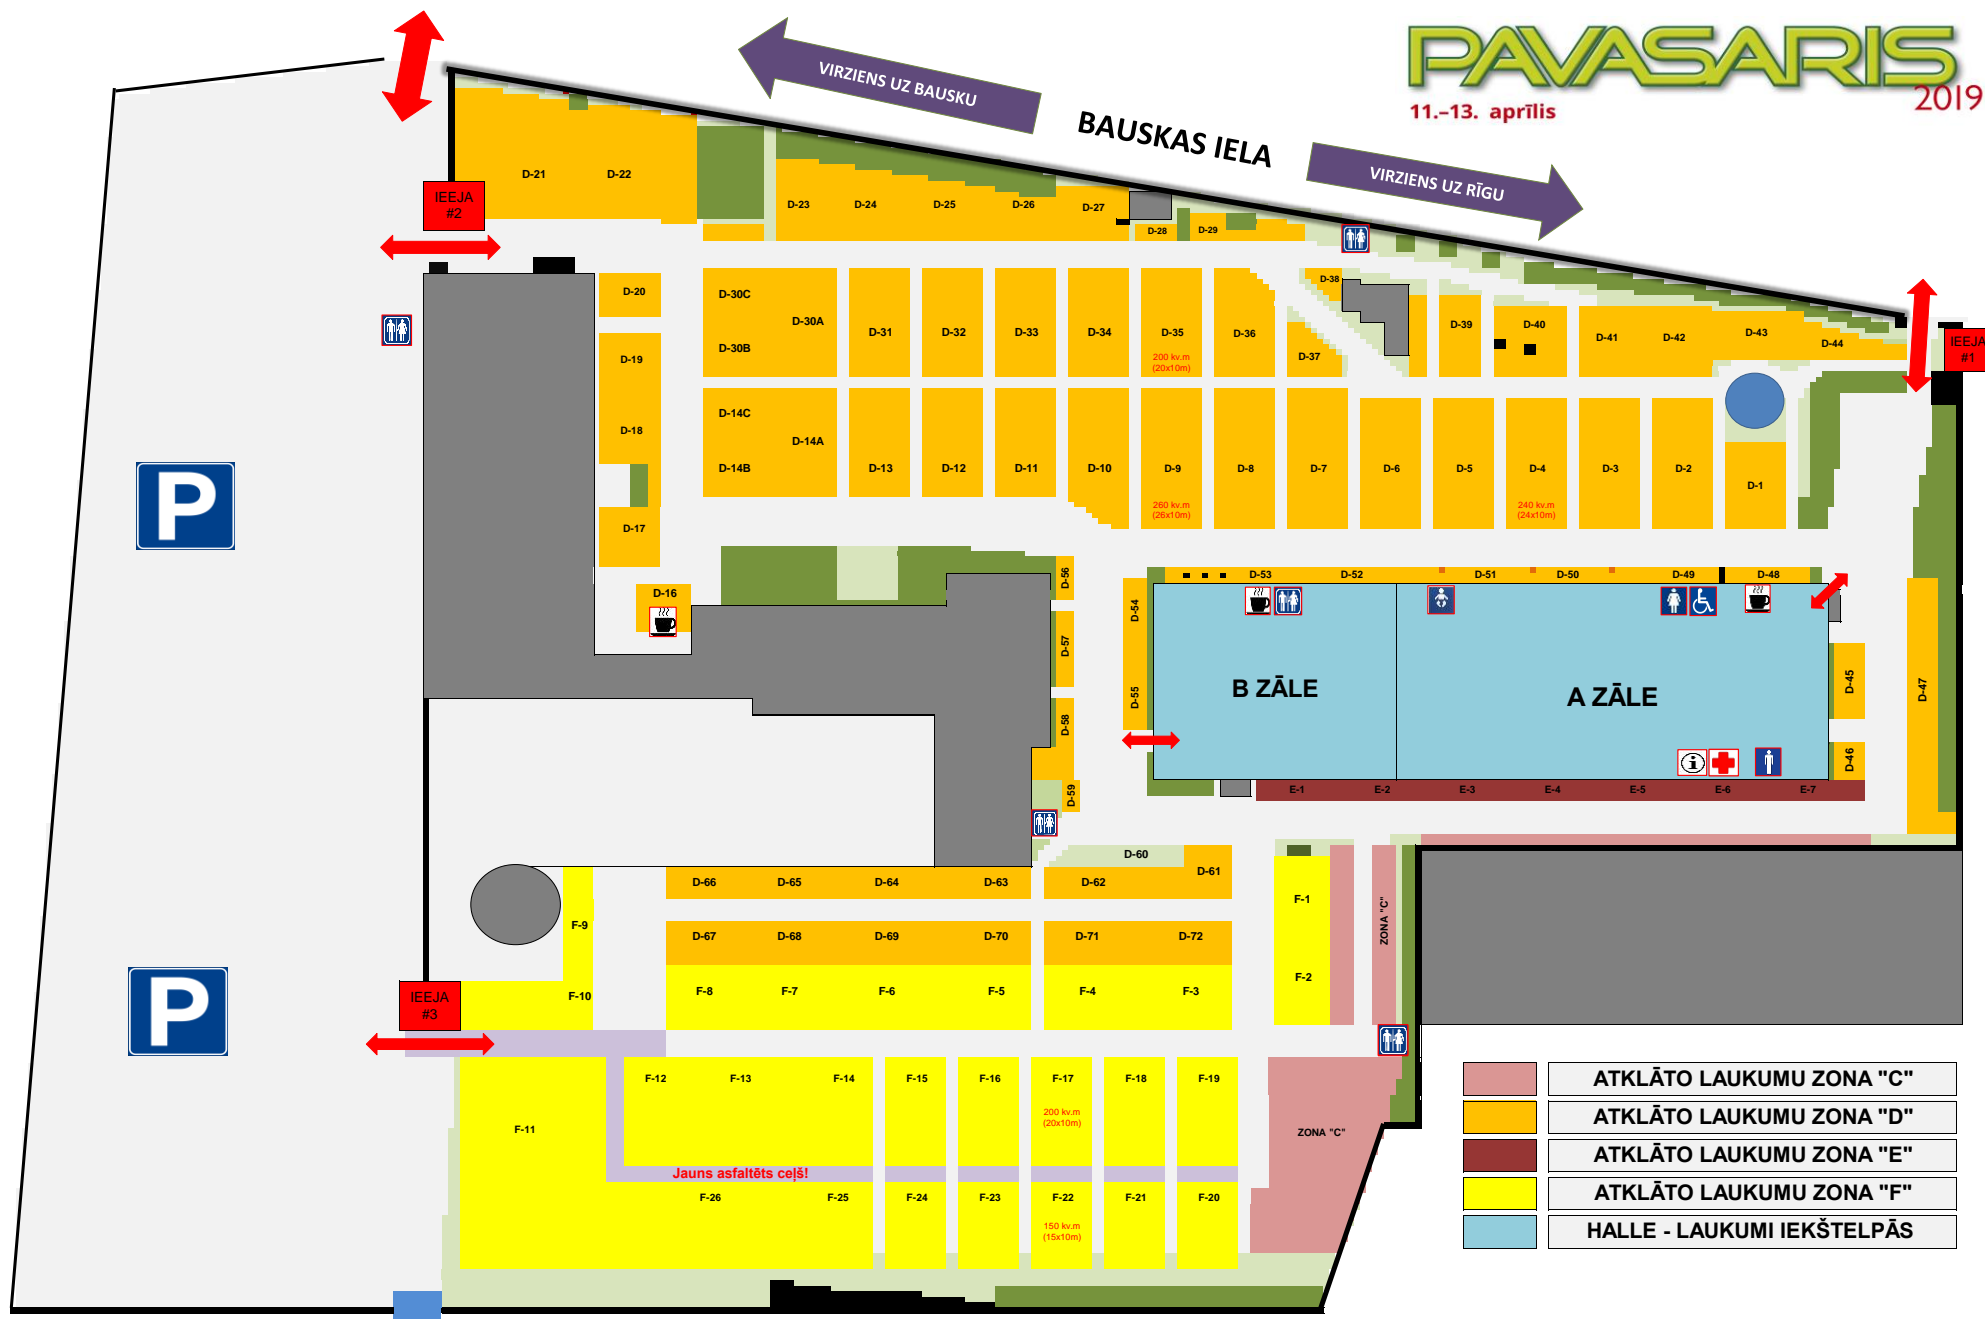 PAVASARIS
2019
11.–13. aprīlis
VIRZIENS UZ BAUSKU
BAUSKAS IELA
VIRZIENS UZ RĪGU
IEEJA
#2
D-21 D-22
D-23 D-24 D-25 D-26 D-27
D-28 D-29
D-20
D-30C
D-30A
D-30B
D-31 D-32 D-33 D-34 D-35 D-36 D-37
200 kv.m
(20x10m)
D-38
D-39 D-40 D-41 D-42 D-43 D-44
IEEJA
#1
D-19
D-18
D-14C
D-14A
D-14B
D-13 D-12 D-11 D-10 D-9 D-8 D-7 D-6 D-5 D-4 D-3 D-2 D-1
260 kv.m
(26x10m)
240 kv.m
(24x10m)
P
D-17
D-16
D-56
D-57
D-58
D-59
D-54
D-55
D-53 D-52 D-51 D-50 D-49 D-48
B ZĀLE
A ZĀLE
D-45
D-46
D-47
E-1 E-2 E-3 E-4 E-5 E-6 E-7
D-60
D-61
D-66 D-65 D-64 D-63 D-62
D-67 D-68 D-69 D-70 D-71 D-72
F-8 F-7 F-6 F-5 F-4 F-3
F-1
F-2
ZONA "C"
F-9
F-10
P
IEEJA
#3
F-12 F-13 F-14 F-15 F-16 F-17 F-18 F-19
200 kv.m
(20x10m)
F-11
ZONA "C"
Jauns asfaltēts ceļš!
F-26 F-25 F-24 F-23 F-22 F-21 F-20
150 kv.m
(15x10m)
ATKLĀTO LAUKUMU ZONA "C"
ATKLĀTO LAUKUMU ZONA "D"
ATKLĀTO LAUKUMU ZONA "E"
ATKLĀTO LAUKUMU ZONA "F"
HALLE - LAUKUMI IEKŠTELPĀS